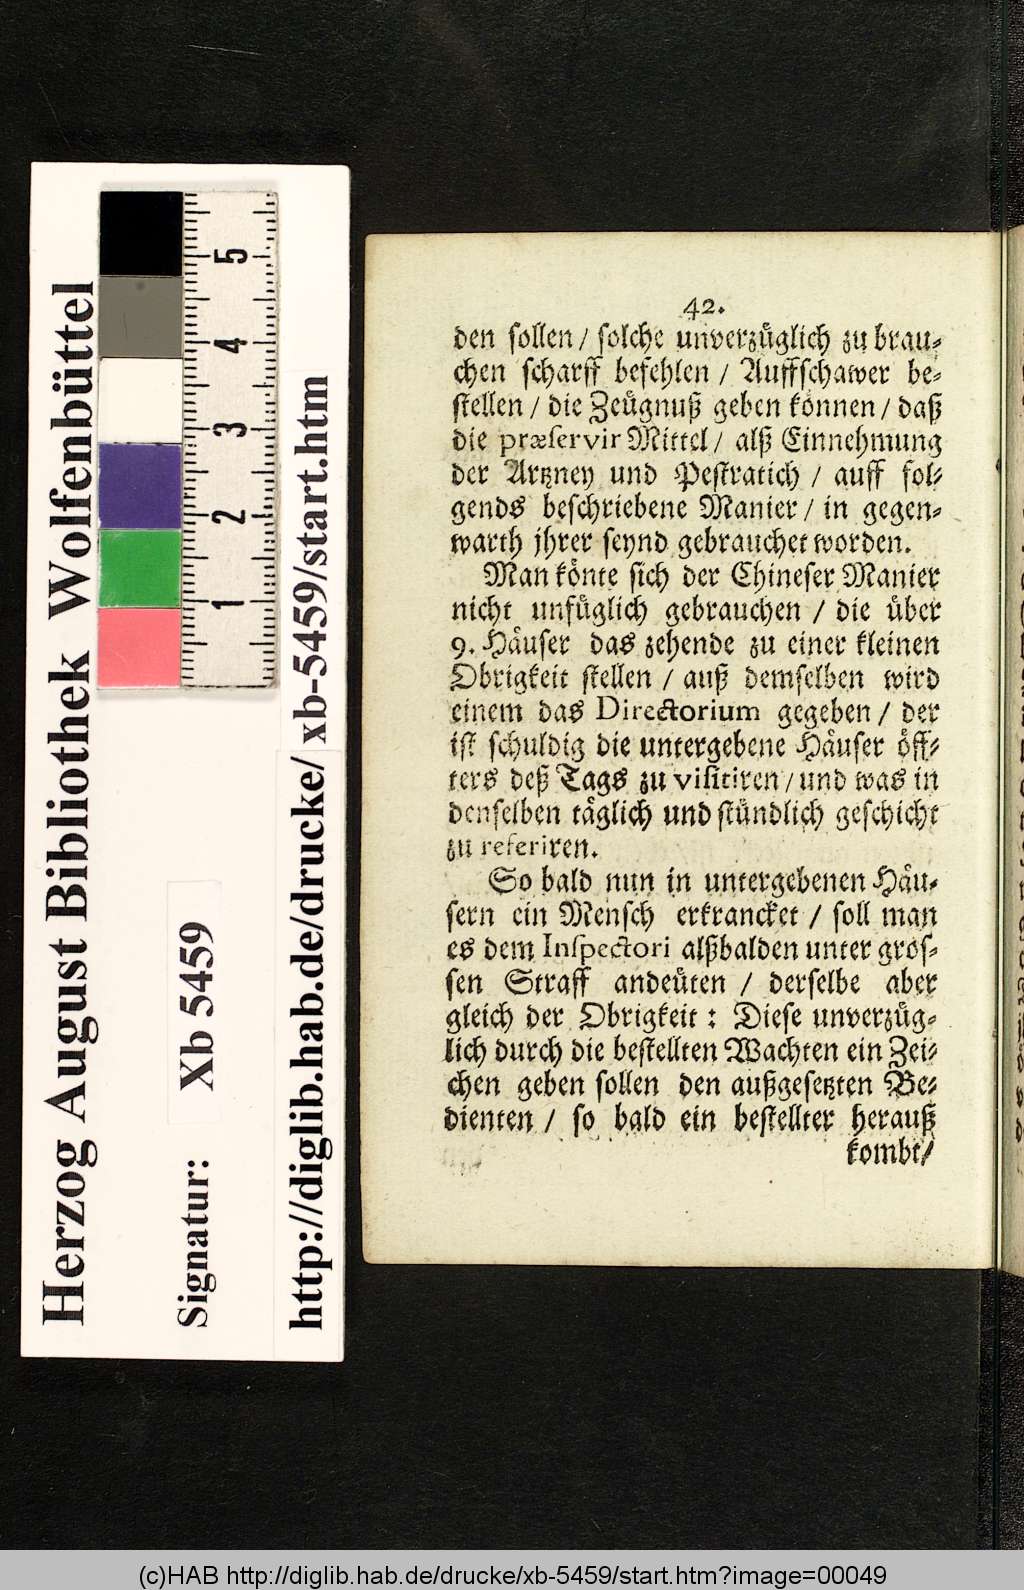 Herzog August Bibliothek Wolfenbüttel
Signatur: Xb 5459
http://diglib.hab.de/drucke/xb-5459/start.htm
1 2 3 4 5
42.
den sollen / solche unverzüglich zu brau-
chen scharff befehlen / Auffschawer be-
stellen / die Zeügnuß geben können / daß
die præservir Mittel / alß Einnehmung
der Artzney und Pestratich / auff fol-
gends beschriebene Manier / in gegen-
warth jhrer seynd gebrauchet worden.
Man könte sich der Chineser Manier
nicht unfüglich gebrauchen / die über
9. Häuser das zehende zu einer kleinen
Obrigkeit stellen / auß demselben wird
einem das Directorium gegeben / der
ist schuldig die untergebene Häuser öff-
ters deß Tags zu visitiren / und was in
denselben täglich und stündlich geschicht
zu referiren.
So bald nun in untergebenen Häu-
sern ein Mensch erkrancket / soll man
es dem Inspectori alßbalden unter gros-
sen Straff andeüten / derselbe aber
gleich der Obrigkeit : Diese unverzüg-
lich durch die bestellten Wachten ein Zei-
chen geben sollen den außgesetzten Be-
dienten / so bald ein bestellter herauß
kombt/
(c)HAB http://diglib.hab.de/drucke/xb-5459/start.htm?image=00049